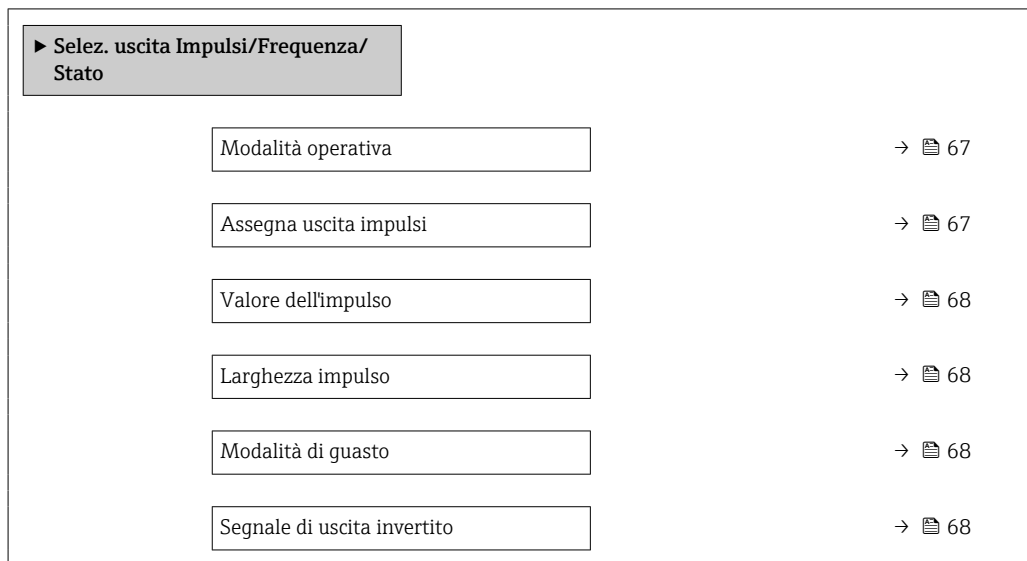 ▶ Selez. uscita Impulsi/Frequenza/
Stato
Modalità operativa → 67
Assegna uscita impulsi → 67
Valore dell'impulso → 68
Larghezza impulso → 68
Modalità di guasto → 68
Segnale di uscita invertito → 68